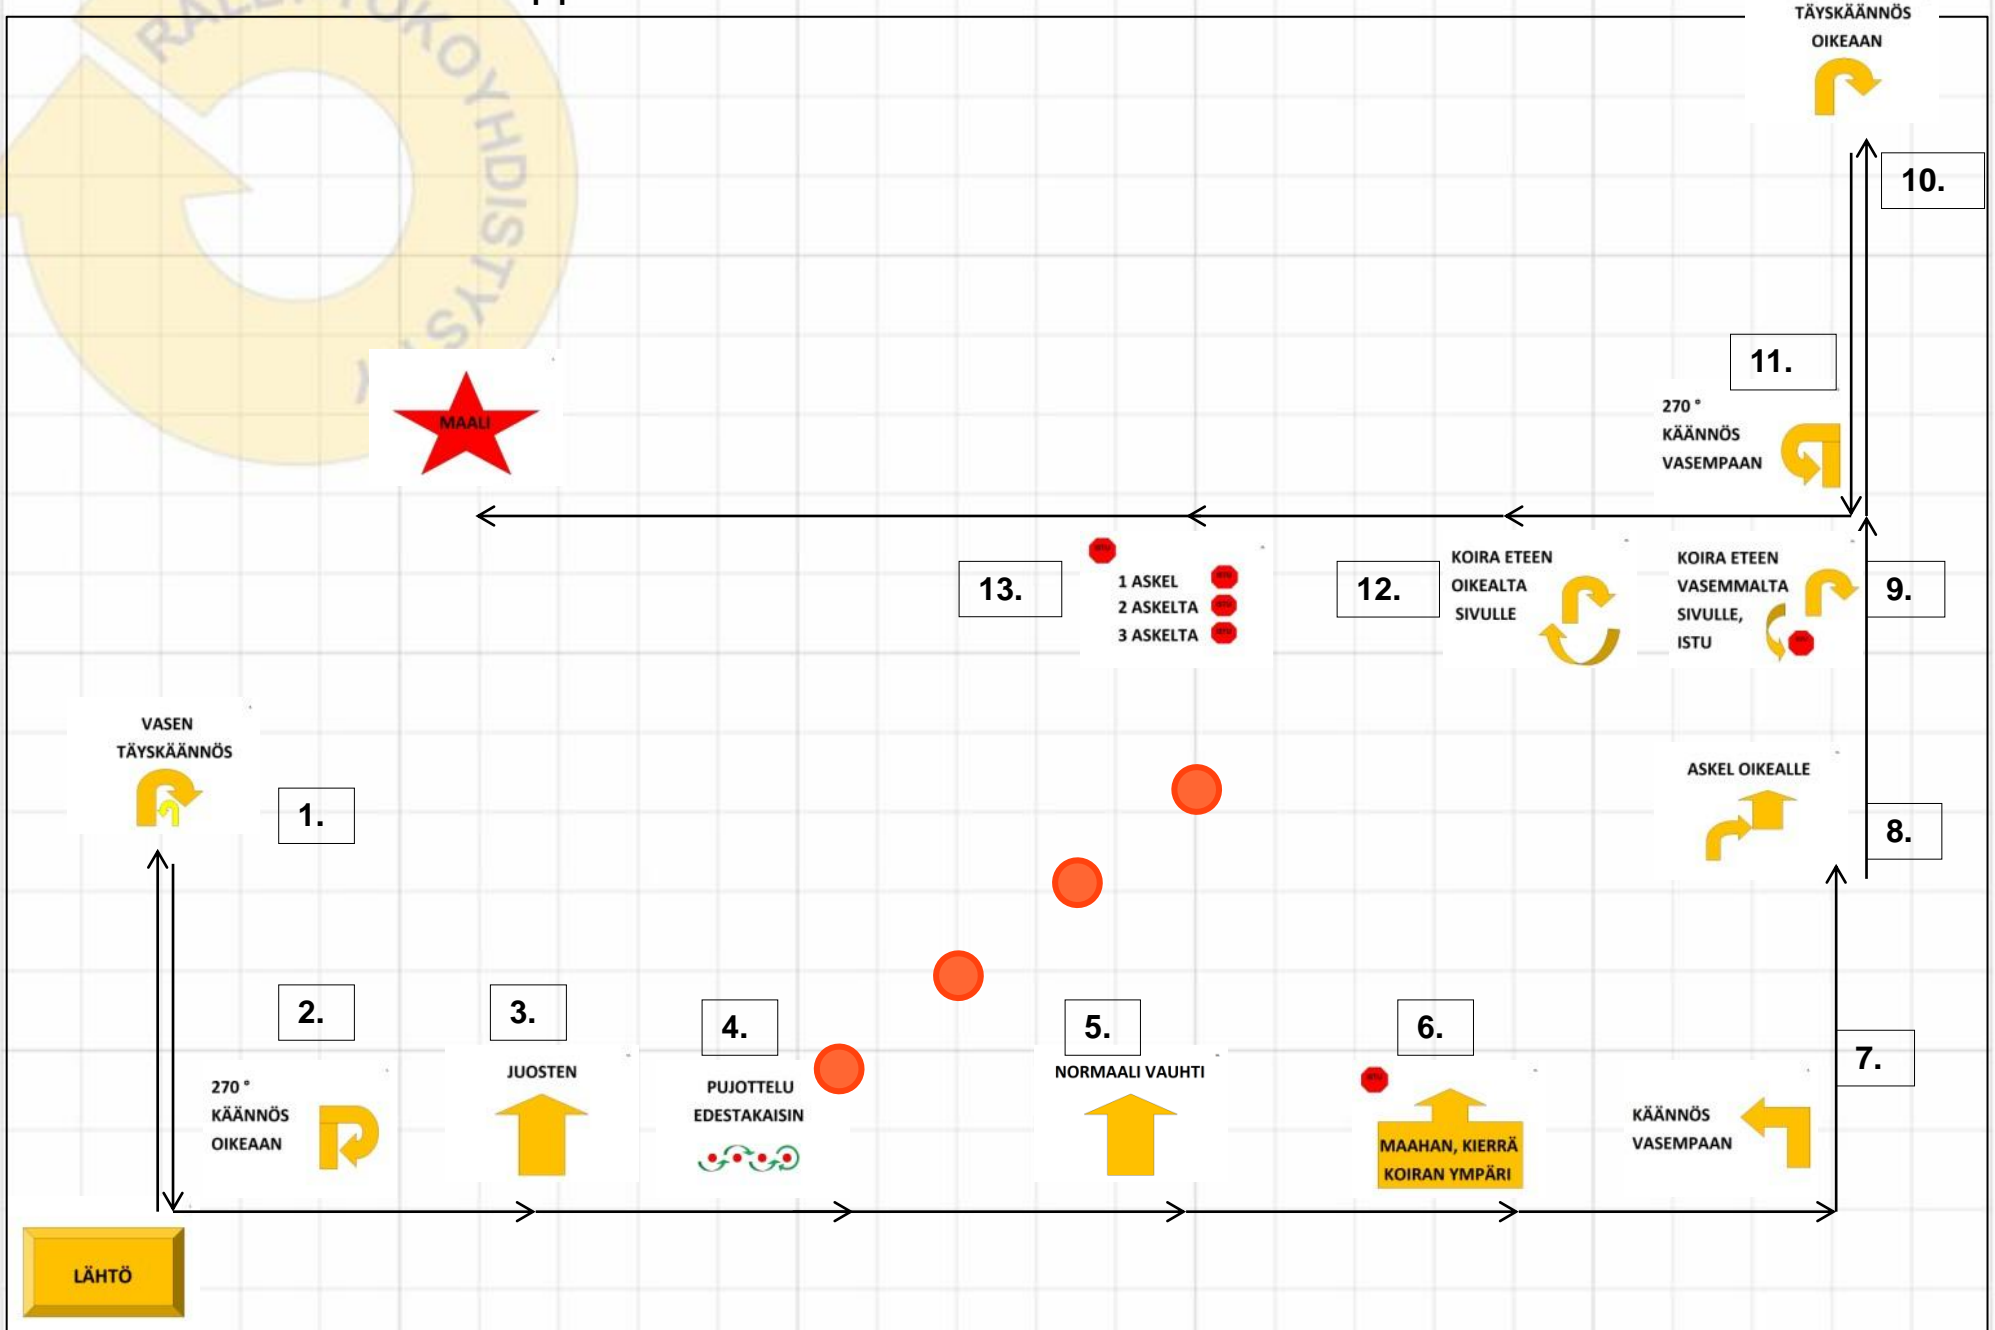 TÄYSKÄÄNNÖS
OIKEAAN
10.
RALLYTOKOYHDISTYS RY
11.
270 °
KÄÄNNÖS
VASEMPAAN
MAALI
13.
1 ASKEL
2 ASKELTA
3 ASKELTA
12.
KOIRA ETEEN
OIKEALTA
SIVULLE
KOIRA ETEEN
VASEMMALTA
SIVULLE,
ISTU
9.
VASEN
TÄYSKÄÄNNÖS
1.
ASKEL OIKEALLE
8.
2.
270 °
KÄÄNNÖS
OIKEAAN
3.
JUOSTEN
4.
PUJOTTELU
EDESTAKAISIN
5.
NORMAALI VAUHTI
6.
MAAHAN, KIERRÄ
KOIRAN YMPÄRI
7.
KÄÄNNÖS
VASEMPAAN
LÄHTÖ